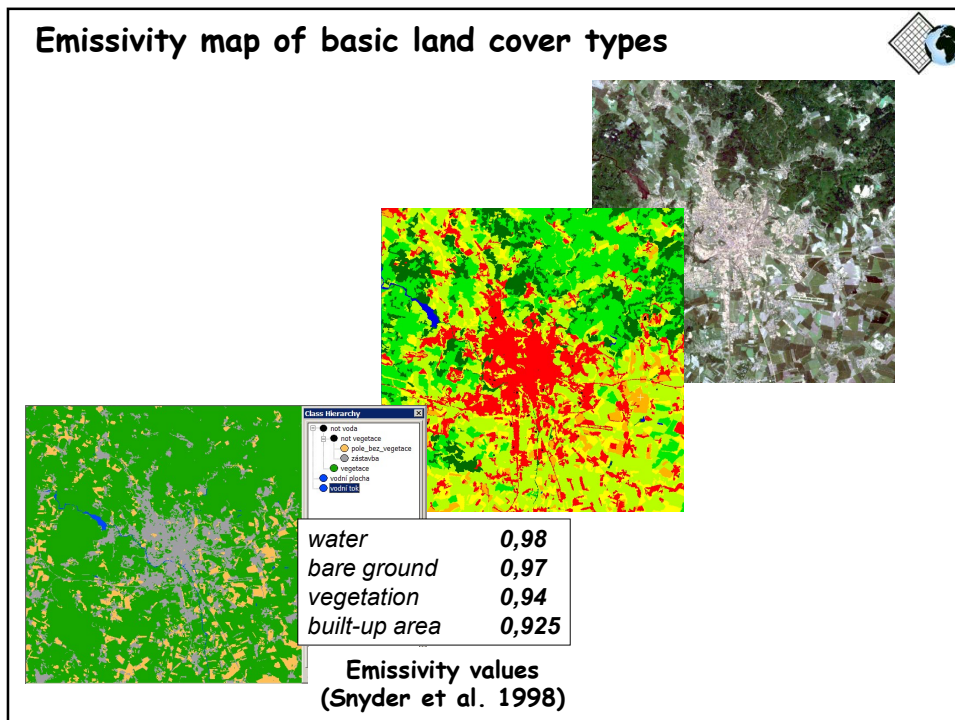 Emissivity map of basic land cover types
Class Hierarchy
not voda
not vegetace
pole_bez_vegetace
zástavba
vegetace
vodní plocha
vodní tok
water 0,98
bare ground 0,97
vegetation 0,94
built-up area 0,925
Emissivity values
(Snyder et al. 1998)